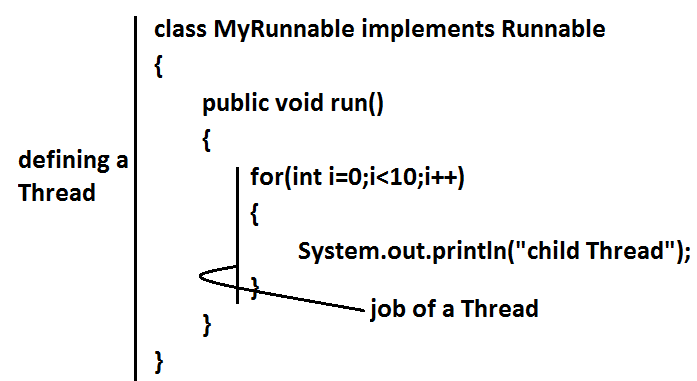 class MyRunnable implements Runnable
{
public void run()
{
defining a
Thread
for(int i=0;i<10;i++)
{
System.out.println("child Thread");
}
job of a Thread
}
}